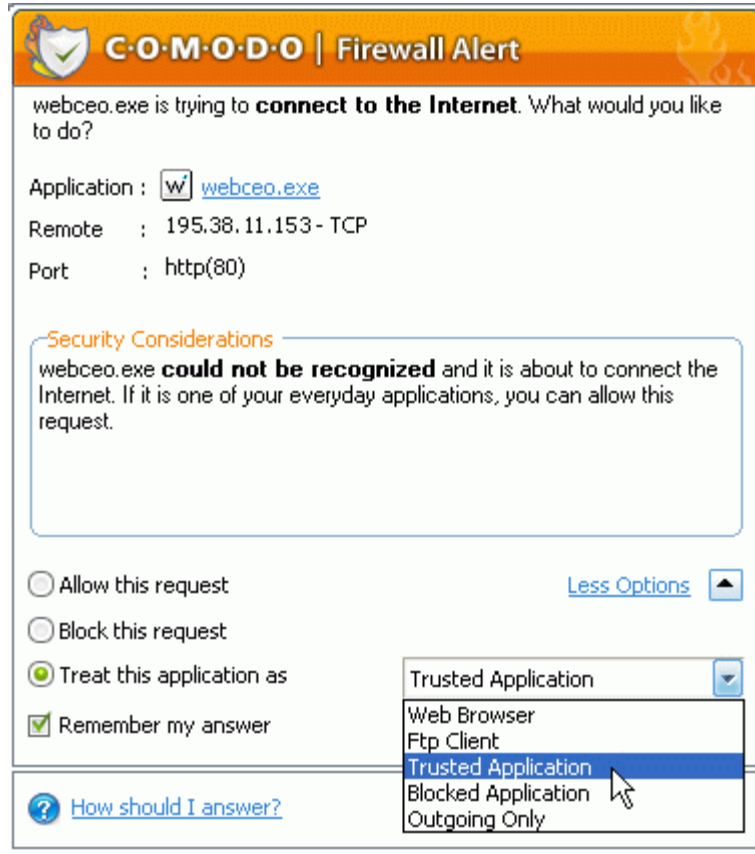 C·O·M·O·D·O | Firewall Alert
webceo.exe is trying to connect to the Internet. What would you like
to do?
Application : W webceo.exe
Remote : 195.38.11.153 - TCP
Port : http(80)
Security Considerations
webceo.exe could not be recognized and it is about to connect the
Internet. If it is one of your everyday applications, you can allow this
request.
Allow this request
Less Options
Block this request
Treat this application as
Trusted Application
Remember my answer
Web Browser
Ftp Client
Trusted Application
Blocked Application
Outgoing Only
How should I answer?